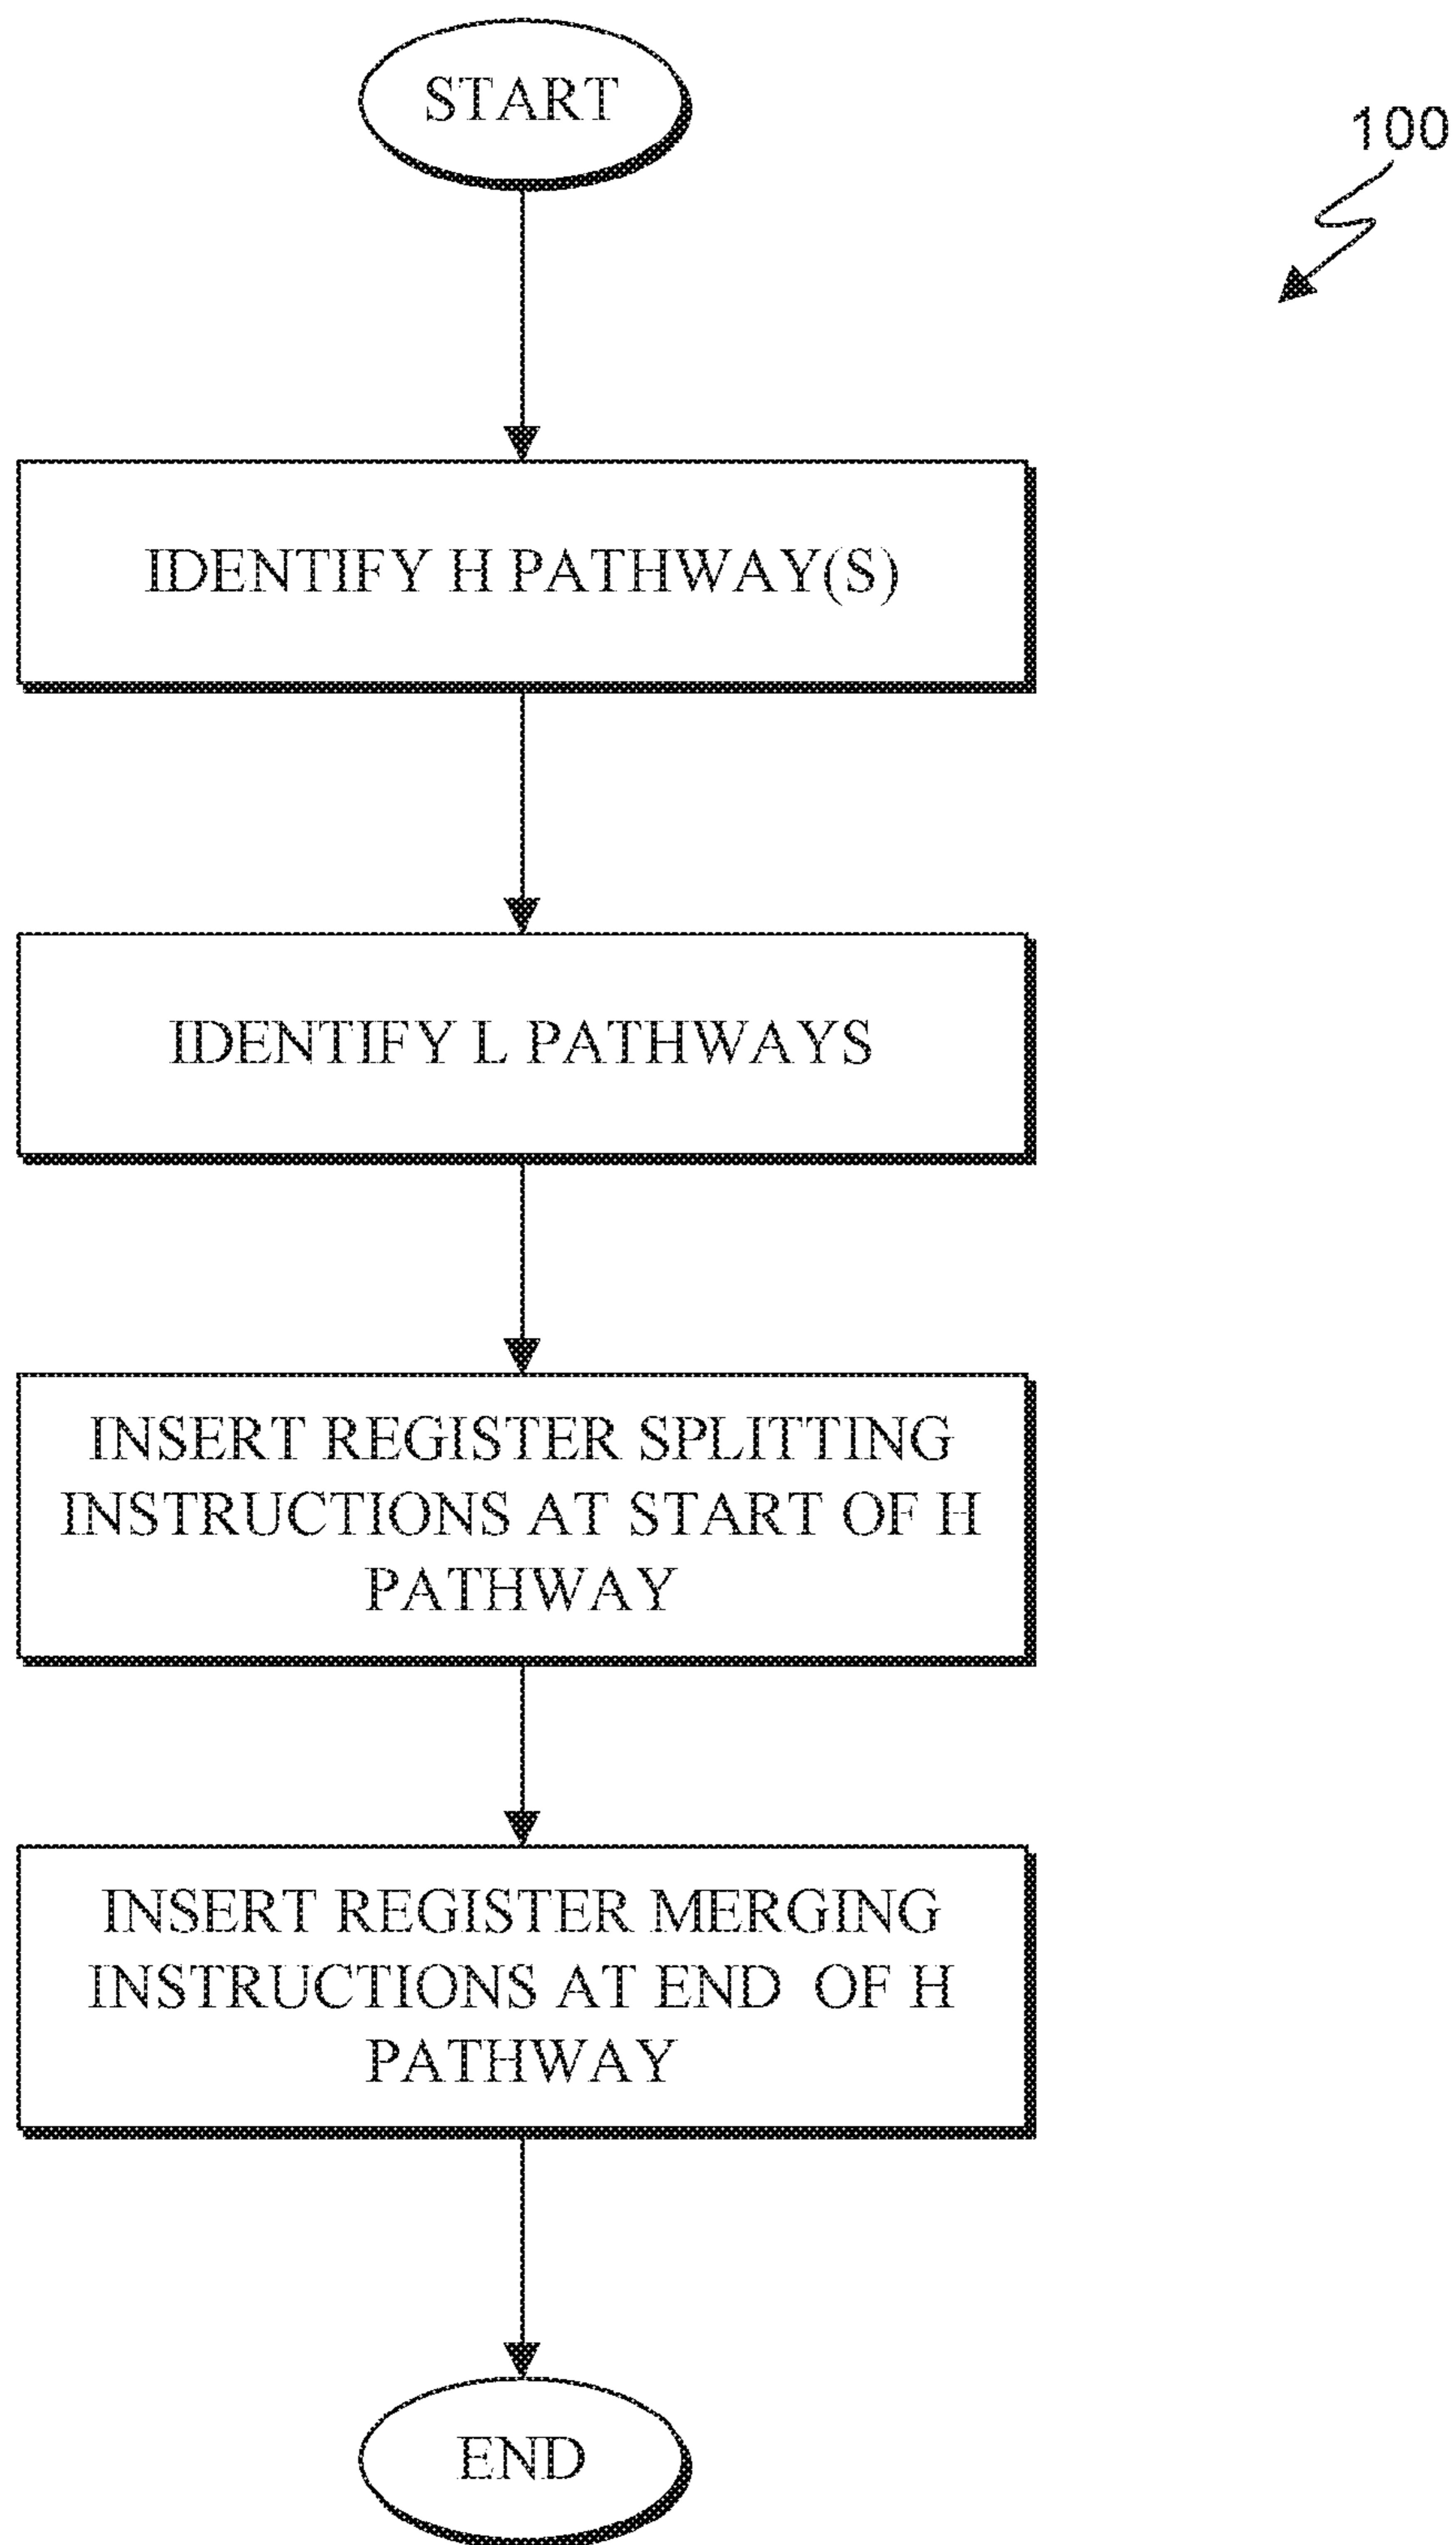 START
100
IDENTIFY H PATHWAY(S)
IDENTIFY L PATHWAYS
INSERT REGISTER SPLITTING
INSTRUCTIONS AT START OF H
PATHWAY
INSERT REGISTER MERGING
INSTRUCTIONS AT END OF H
PATHWAY
END